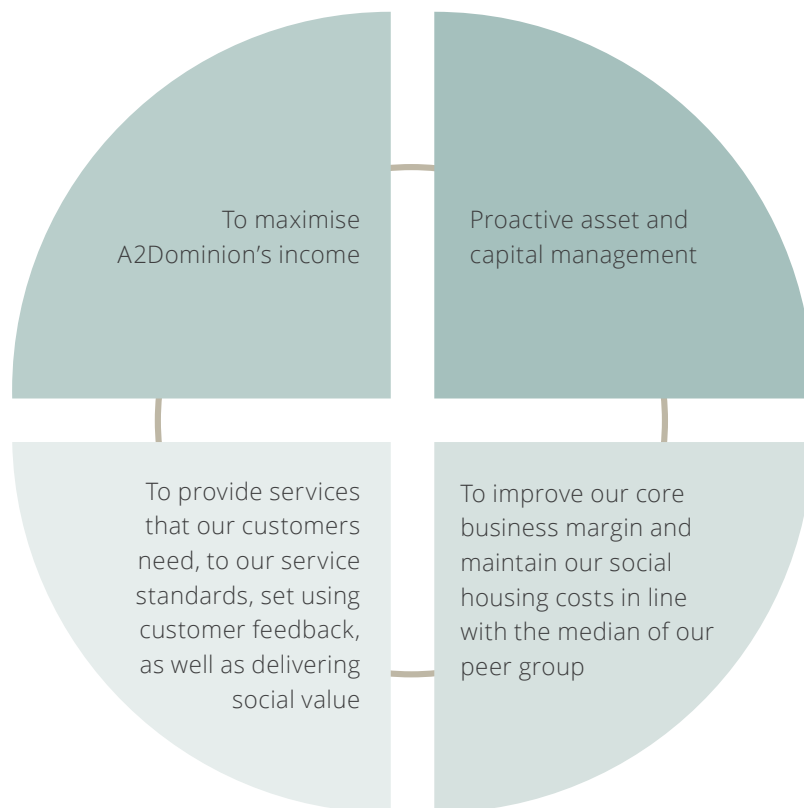 To maximise
A2Dominion’s income
Proactive asset and
capital management
To provide services
that our customers
need, to our service
standards, set using
customer feedback,
as well as delivering
social value
To improve our core
business margin and
maintain our social
housing costs in line
with the median of our
peer group